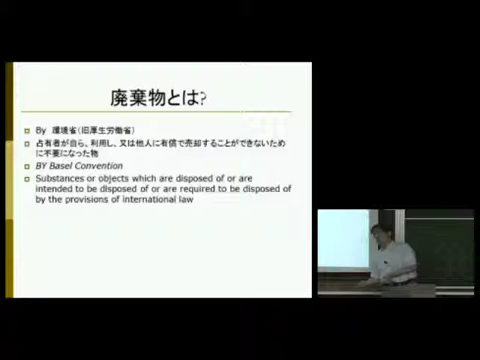 廃棄物とは?
By 環境省(旧厚生労働省)
占有者が自ら、利用し、又は他人に有償で売却することができないため
に不要になった物
BY Basel Convention
Substances or objects which are disposed of or are
intended to be disposed of or are required to be disposed of
by the provisions of international law